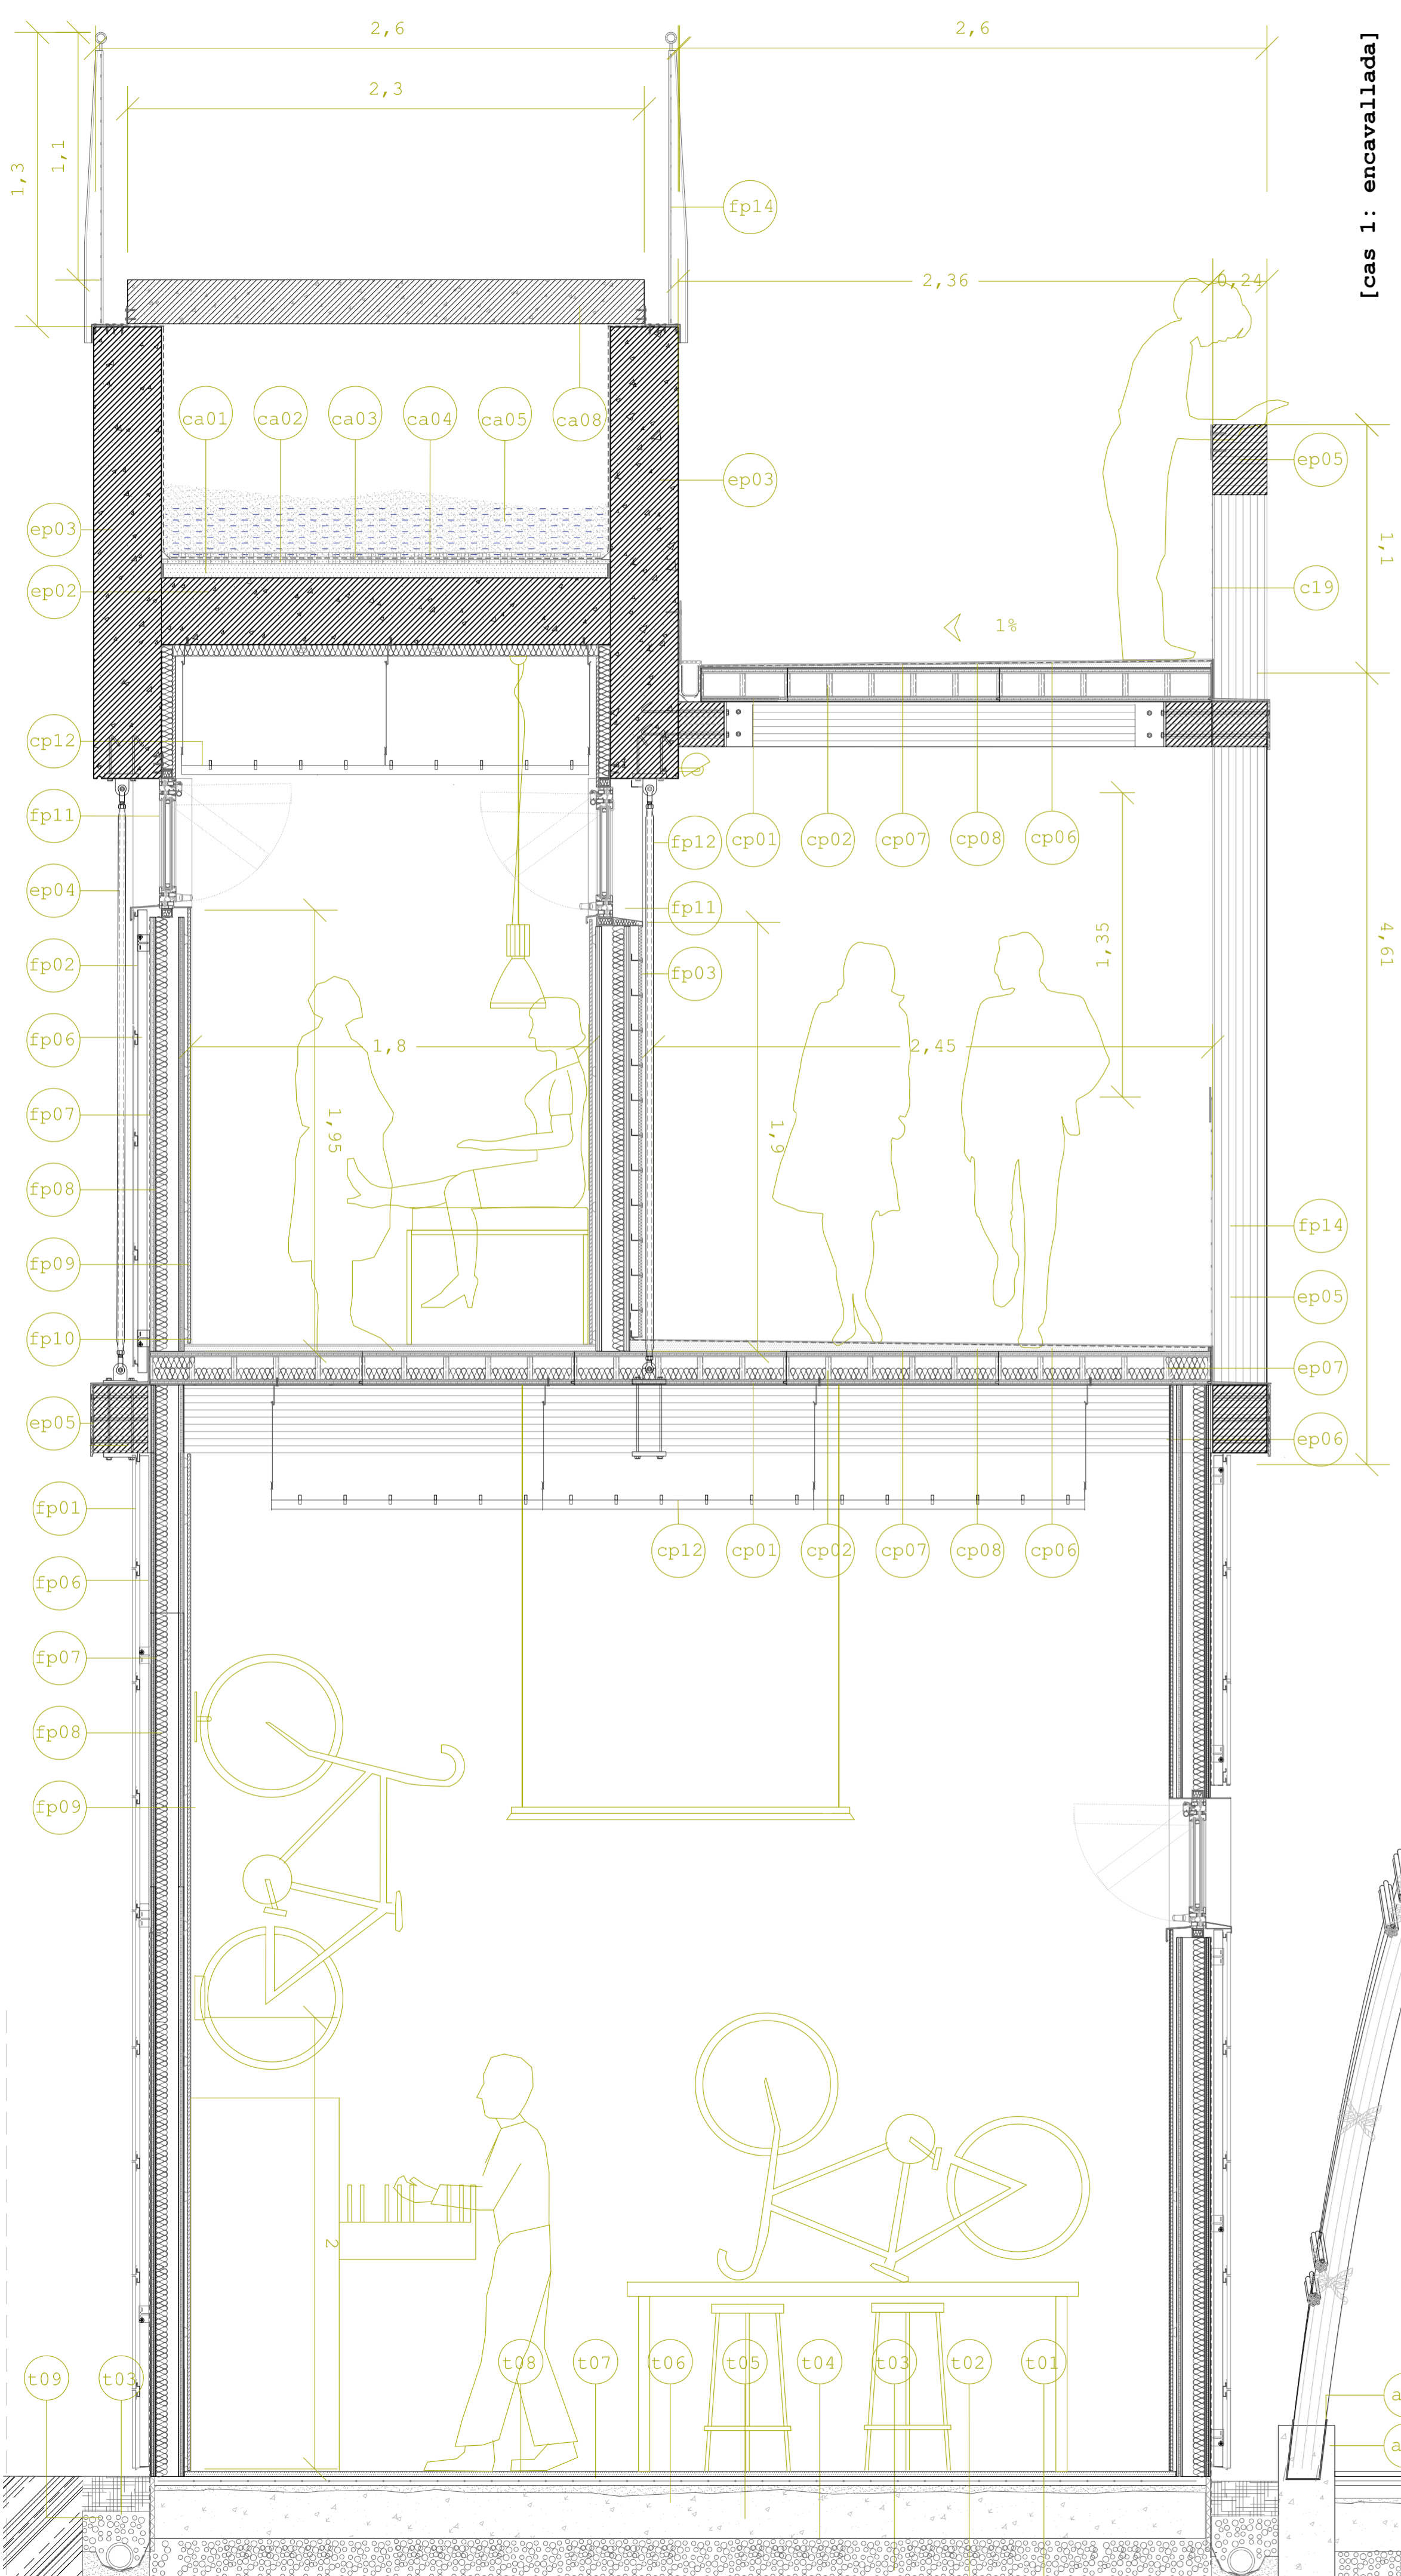 2,6
2,6
[cas 1: encavallada]
2,3
1,3
1,1
fp14
2,36
0,24
ca01
ca02
ca03
ca04
ca05
ca08
ep03
ep05
ep03
1,1
ep02
c19
1%
cp12
fp11
fp12
cp01
cp02
cp07
cp08
cp06
ep04
fp11
1,35
4,61
fp02
fp03
fp06
1,8
2,45
fp07
1,95
1,9
fp08
fp14
fp09
ep05
fp10
ep07
ep05
ep06
fp01
cp12
cp01
cp02
cp07
cp08
cp06
fp06
fp07
fp08
fp09
2
t09
t03
t08
t07
t06
t05
t04
t03
t02
t01
a
a